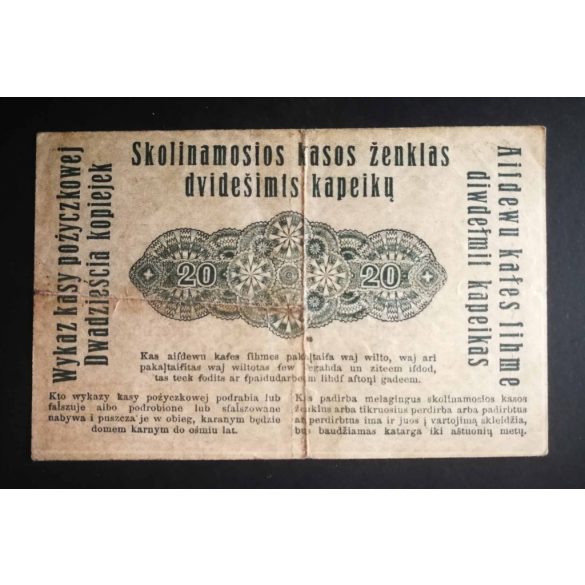 Skolinamosios kasos ženklas
dvidešimts kapeikų
Wykaz kasy pożyczkowej
Dwadzieścia kopiejek
Aisdewu kaſes ſihme
diwdeſmit kapeikas
20 20
Kas aiſdewu kaſes ſihmes pakaļtaiſa waj wilto, waj ari
pakaļtaiſitas waj wiltotas ſew eegahda un ziteem iſdod,
tas teek ſodits ar ſpaidudarbeem lihdſ aſtoņi gadeem.
Kto wykazy kasy pożyczkowej podrabia lub
fałszuje albo podrobione lub sfałszowane
nabywa i puszcza je w obieg, karanym będzie
domem karnym do ośmiu lat.
Kas padirba melagingus skolinamosios kasos
ženklus arba tikruosius perdirba arba padirbtus
ar perdirbtus ima ir juos į vartojimą skleidžia,
bus baudžiamas katarga iki aštuonių metų.